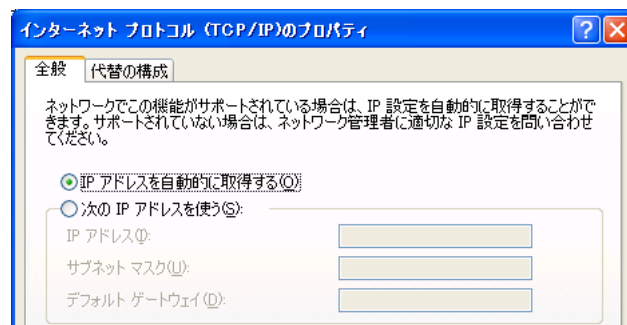 インターネット プロトコル (TCP/IP)のプロパティ
全般
代替の構成
ネットワークでこの機能がサポートされている場合は、IP 設定を自動的に取得することがで
きます。サポートされていない場合は、ネットワーク管理者に適切な IP 設定を問い合わせ
てください。
IP アドレスを自動的に取得する(O)
次の IP アドレスを使う(S):
IP アドレス(I):
サブネット マスク(U):
デフォルト ゲートウェイ(D):